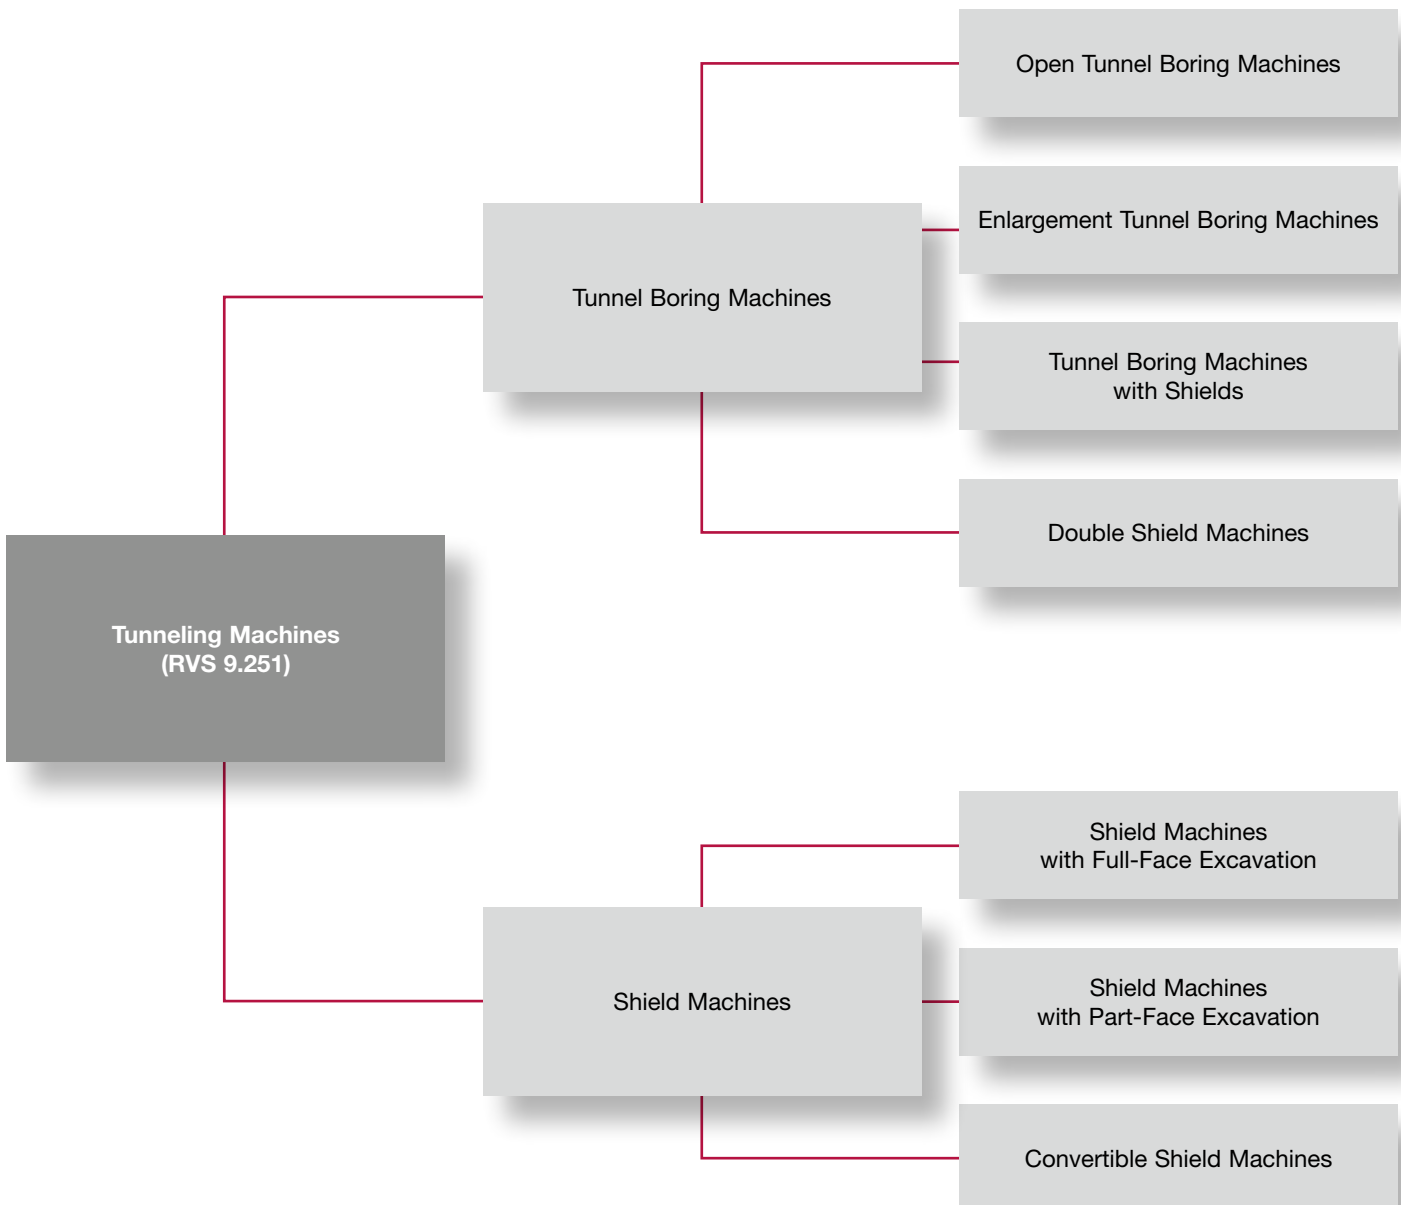 Open Tunnel Boring Machines
Enlargement Tunnel Boring Machines
Tunnel Boring Machines
Tunnel Boring Machines
with Shields
Double Shield Machines
Tunneling Machines
(RVS 9.251)
Shield Machines
with Full-Face Excavation
Shield Machines
Shield Machines
with Part-Face Excavation
Convertible Shield Machines